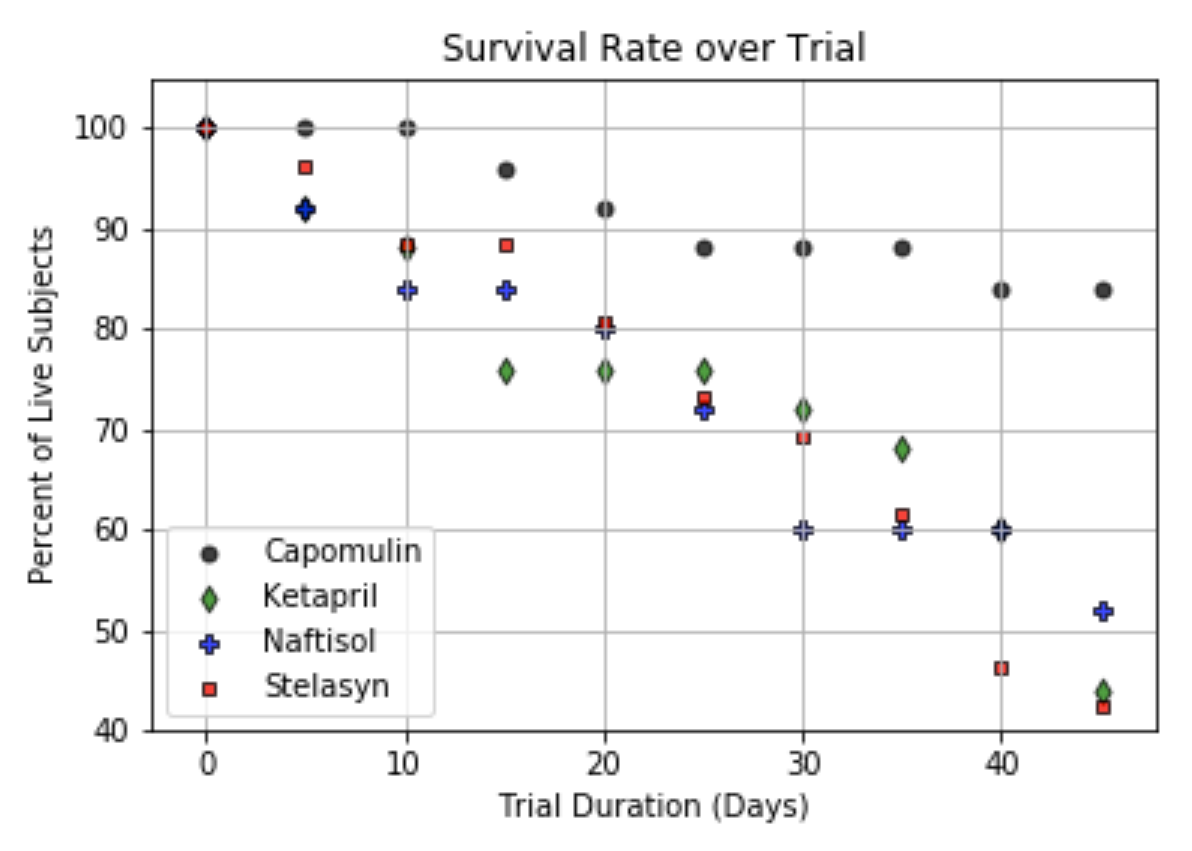 Survival Rate over Trial
100
90
80
70
60
50
40
Percent of Live Subjects
Capomulin
Ketapril
Naftisol
Stelasyn
0 10 20 30 40
Trial Duration (Days)